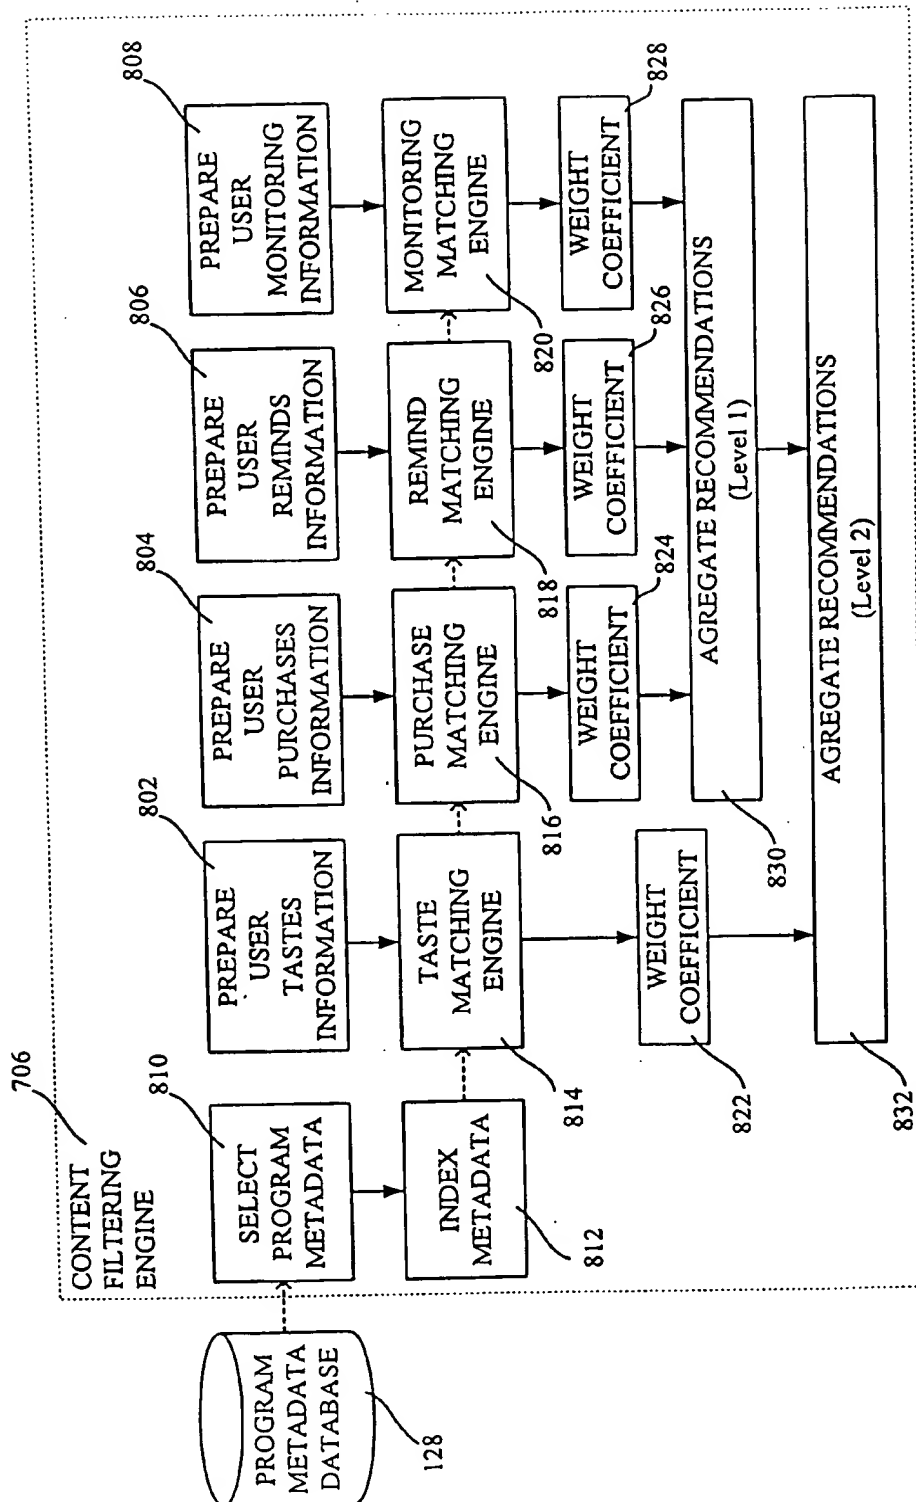 706
CONTENT
FILTERING
ENGINE
PROGRAM
METADATA
DATABASE
128
810
SELECT
PROGRAM
METADATA
802
PREPARE
USER
TASTES
INFORMATION
804
PREPARE
USER
PURCHASES
INFORMATION
806
PREPARE
USER
REMINDS
INFORMATION
808
PREPARE
USER
MONITORING
INFORMATION
INDEX
METADATA
812
TASTE
MATCHING
ENGINE
814
PURCHASE
MATCHING
ENGINE
816
REMIND
MATCHING
ENGINE
818
MONITORING
MATCHING
ENGINE
820
WEIGHT
COEFFICIENT
822
WEIGHT
COEFFICIENT
824
WEIGHT
COEFFICIENT
826
WEIGHT
COEFFICIENT
828
AGREGATE RECOMMENDATIONS
(Level 1)
830
AGREGATE RECOMMENDATIONS
(Level 2)
832